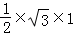 1/2 × √3 × 1